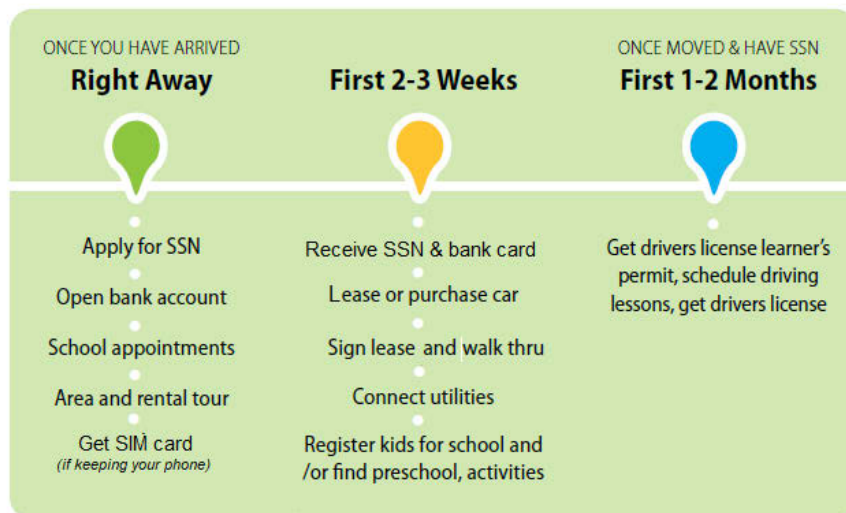 ONCE YOU HAVE ARRIVED
Right Away
Apply for SSN
Open bank account
School appointments
Area and rental tour
Get SIM card
(if keeping your phone)
First 2-3 Weeks
Receive SSN & bank card
Lease or purchase car
Sign lease and walk thru
Connect utilities
Register kids for school and
/or find preschool, activities
ONCE MOVED & HAVE SSN
First 1-2 Months
Get drivers license learner's
permit, schedule driving
lessons, get drivers license